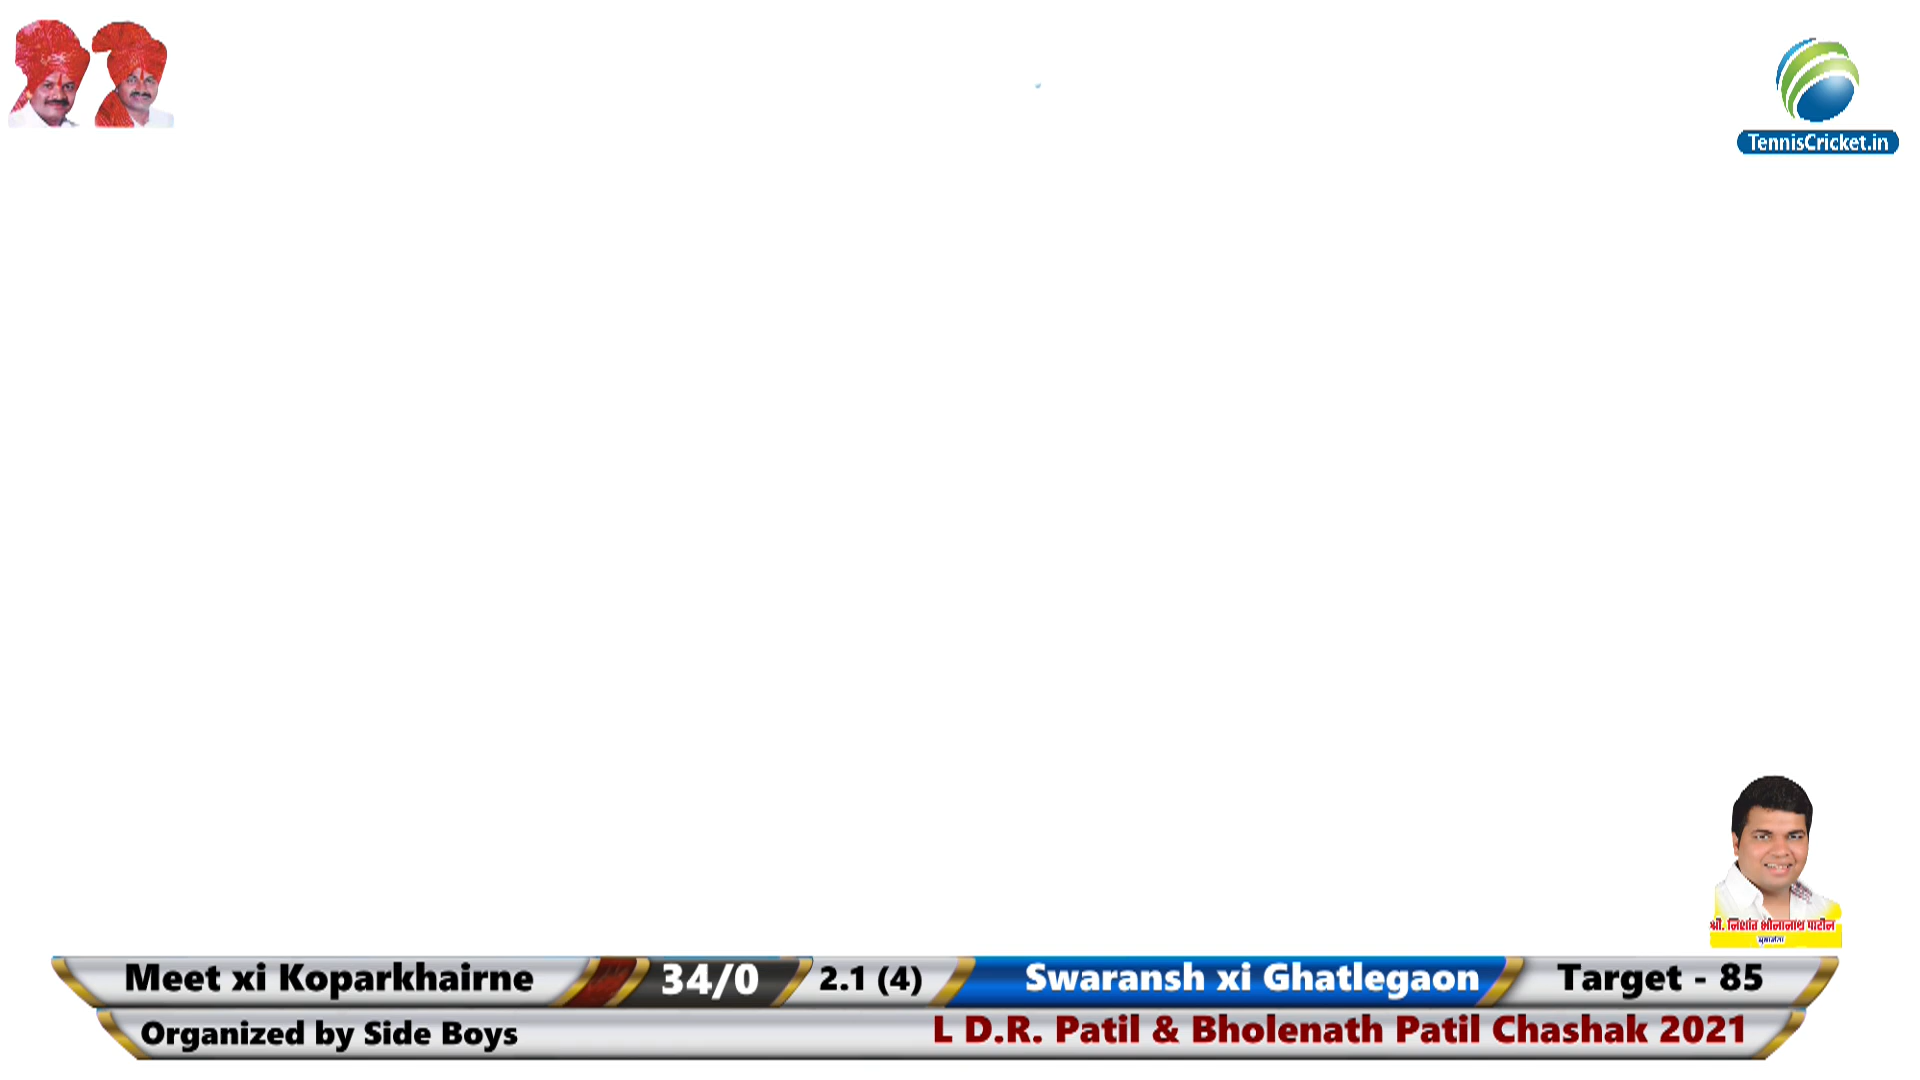 TennisCricket.in
श्री. निशांत भोलानाथ पाटील
Meet xi Koparkhairne 34/0 2.1 (4) Swaransh xi Ghatlegaon Target - 85
Organized by Side Boys L D.R. Patil & Bholenath Patil Chashak 2021